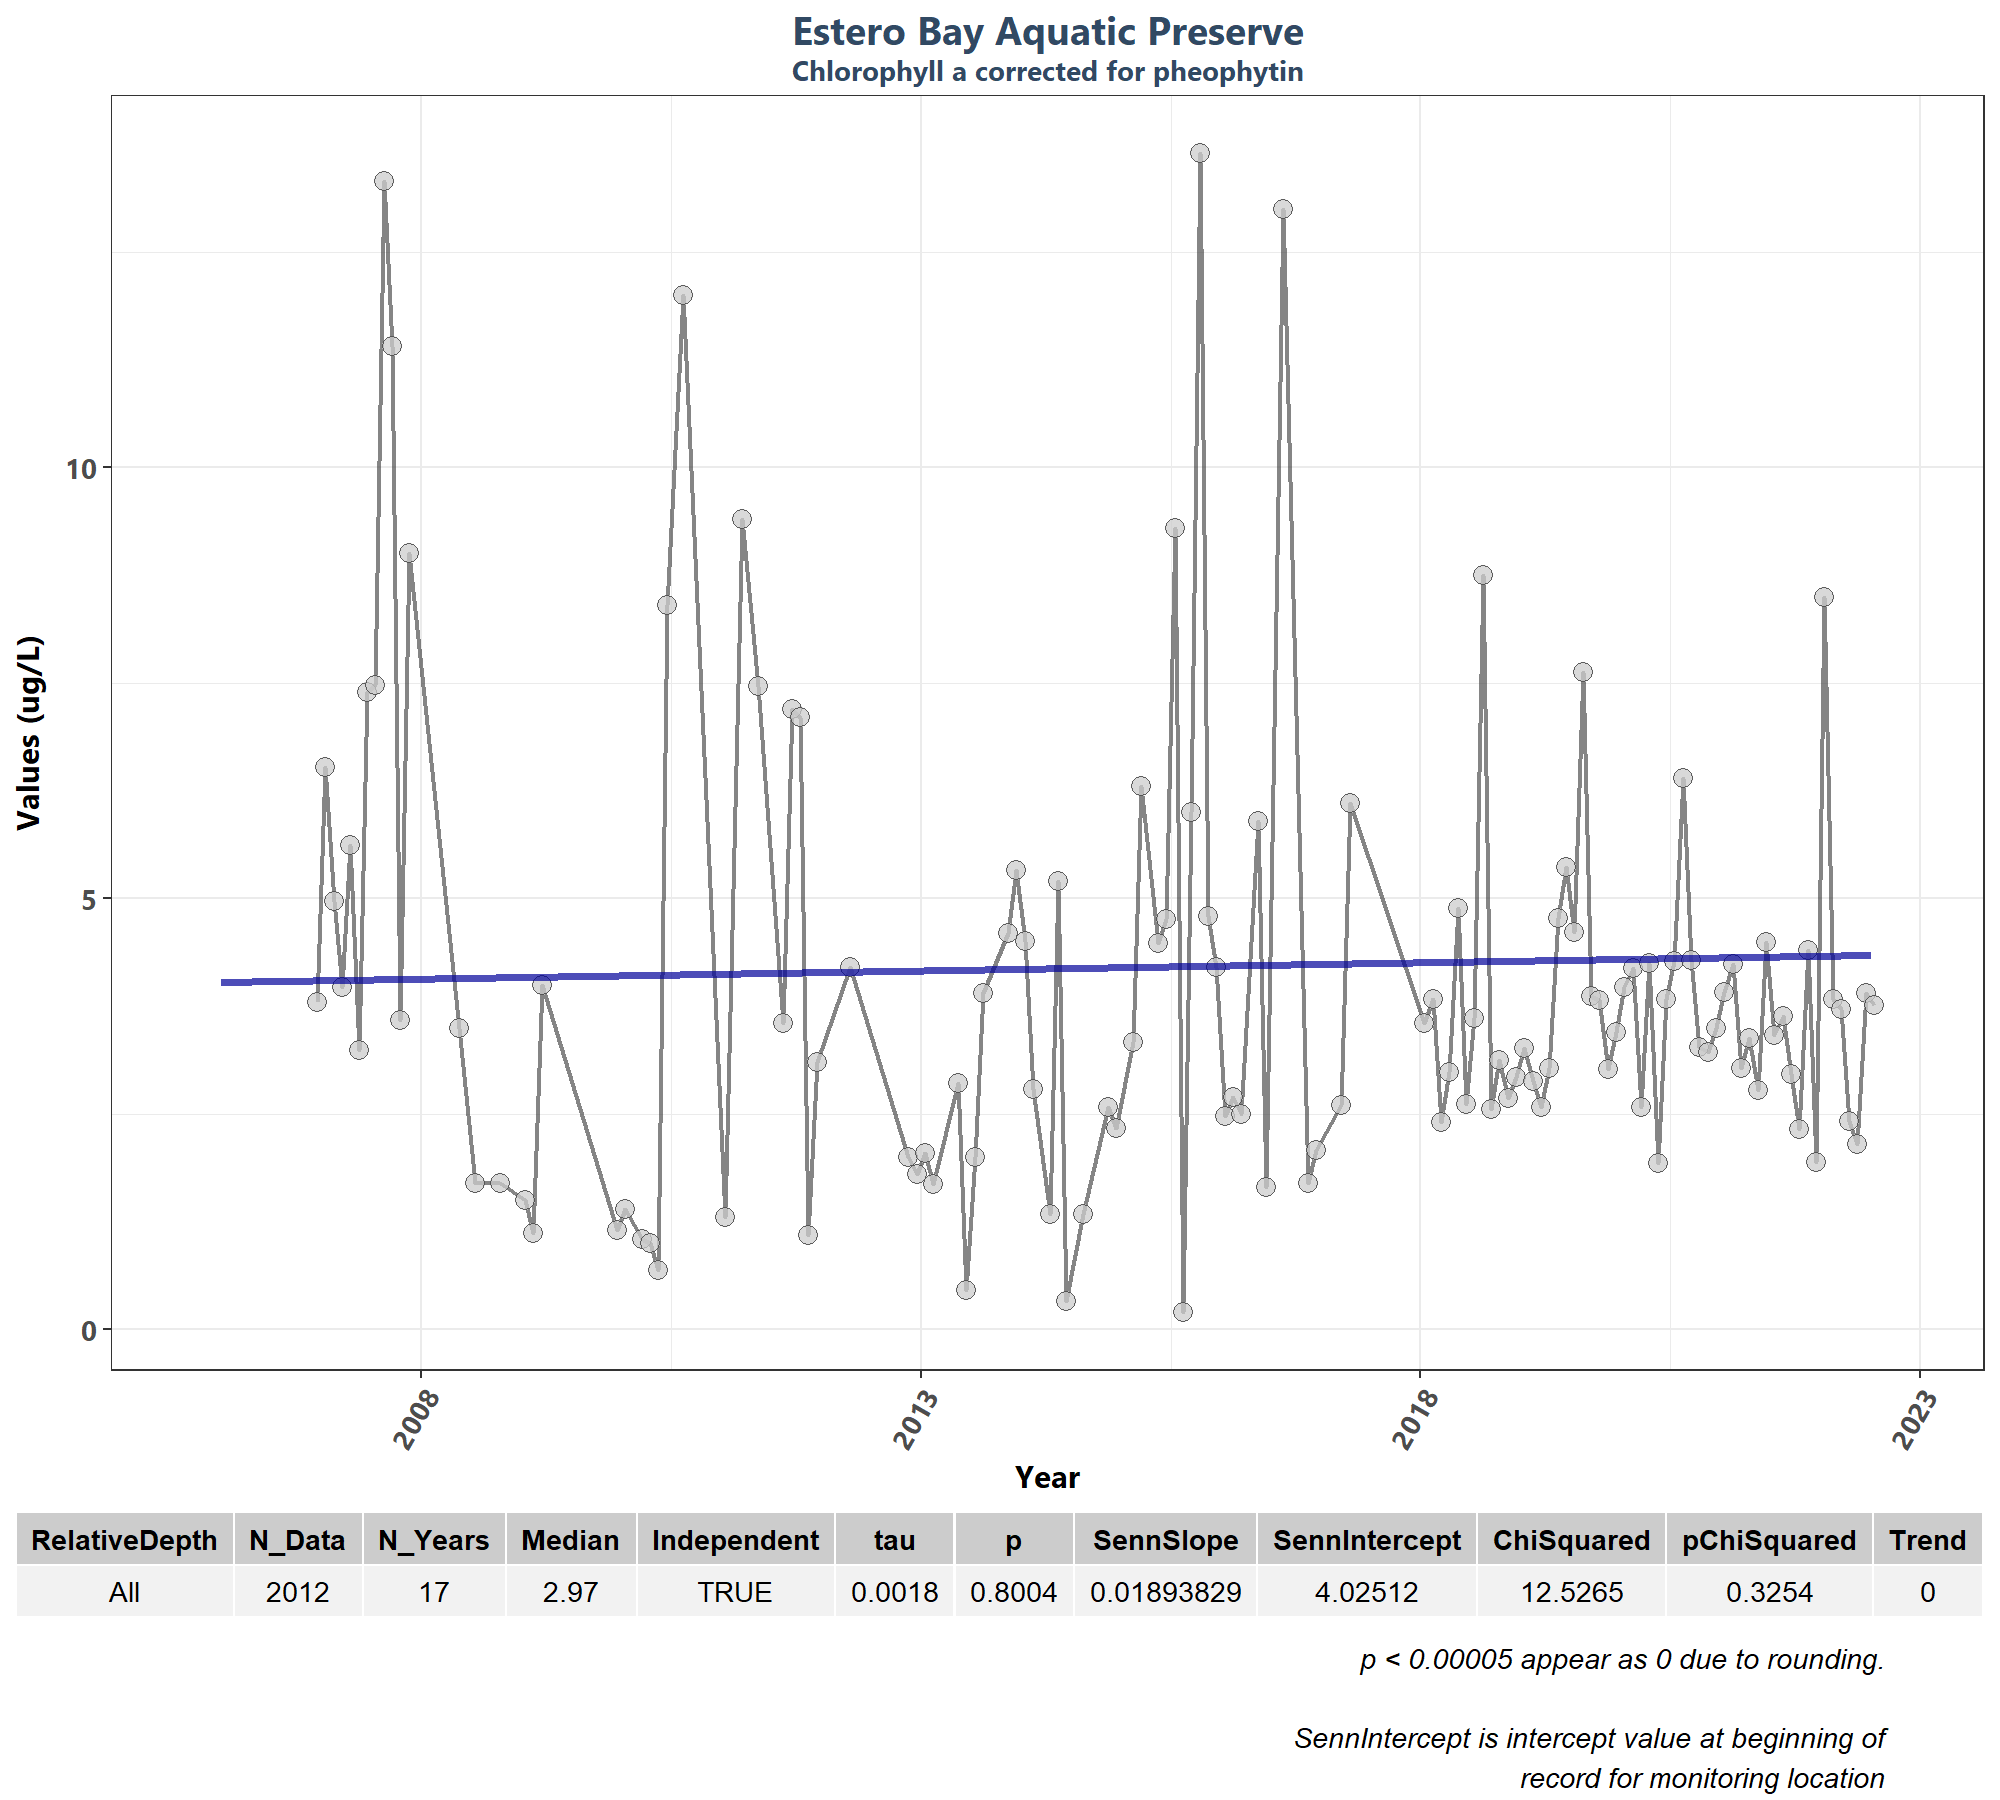 Estero Bay Aquatic Preserve
Chlorophyll a corrected for pheophytin
Values (ug/L)
10
5
0
2008
2013
2018
2023
Year
RelativeDepth N_Data N_Years Median Independent tau p SennSlope SennIntercept ChiSquared pChiSquared Trend
All 2012 17 2.97 TRUE 0.0018 0.8004 0.01893829 4.02512 12.5265 0.3254 0
p < 0.00005 appear as 0 due to rounding.
SennIntercept is intercept value at beginning of
record for monitoring location